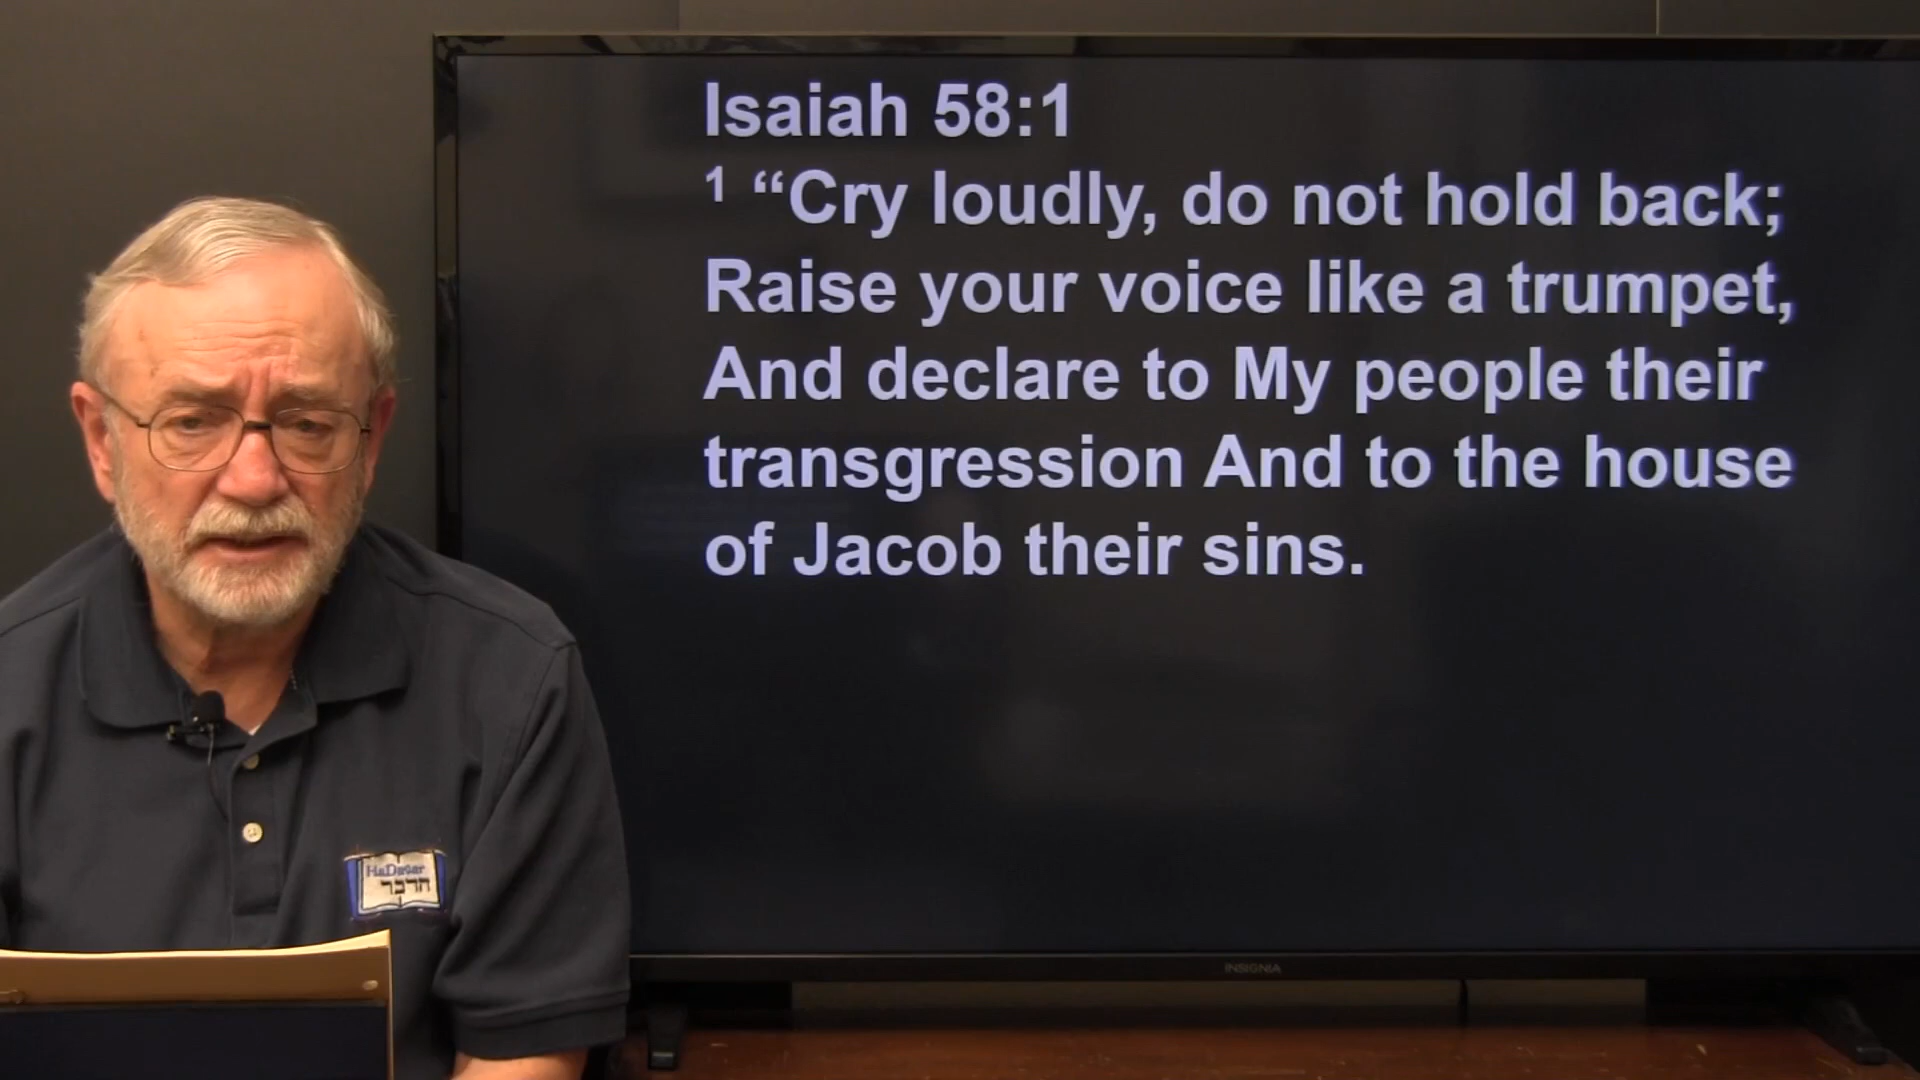 Isaiah 58:1
1 “Cry loudly, do not hold back;
Raise your voice like a trumpet,
And declare to My people their
transgression And to the house
of Jacob their sins.
HaDavar
הדבר
INSIGNIA